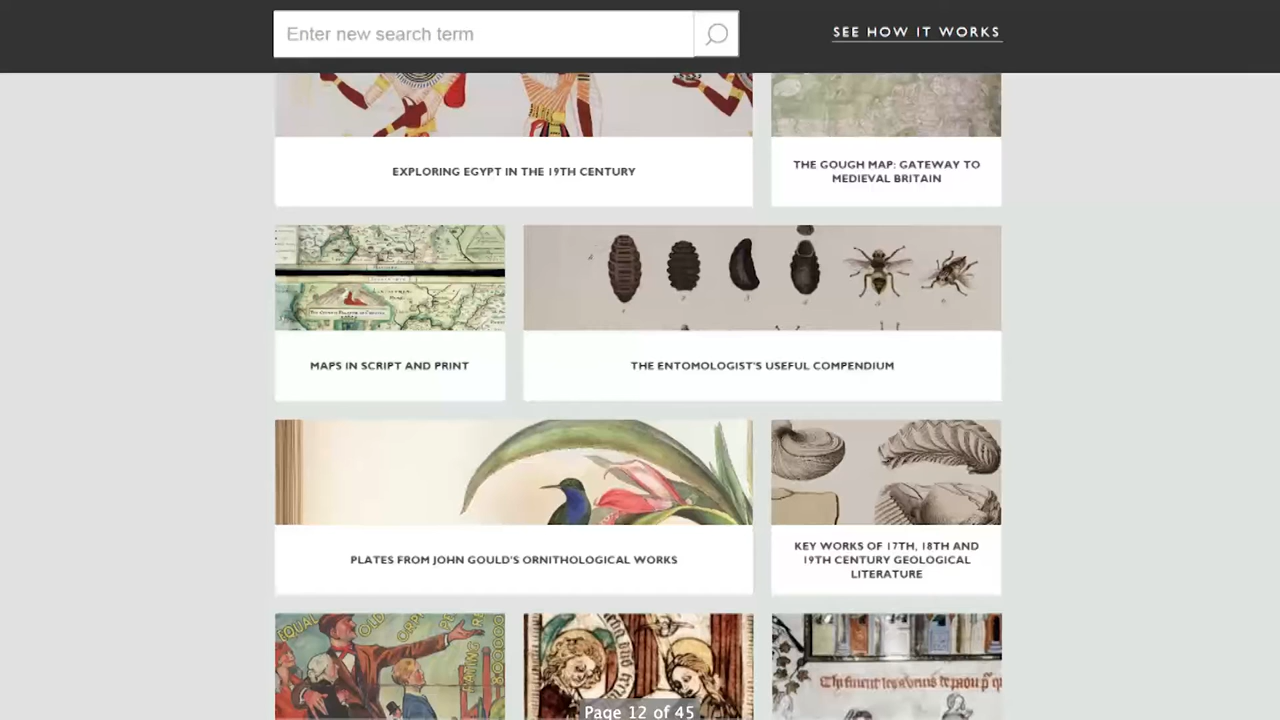 Enter new search term
SEE HOW IT WORKS
EXPLORING EGYPT IN THE 19TH CENTURY
THE GOUGH MAP: GATEWAY TO
MEDIEVAL BRITAIN
MAPS IN SCRIPT AND PRINT
THE ENTOMOLOGIST'S USEFUL COMPENDIUM
PLATES FROM JOHN GOULD'S ORNITHOLOGICAL WORKS
KEY WORKS OF 17TH, 18TH AND
19TH CENTURY GEOLOGICAL
LITERATURE
EQUAL
OLD
Page 12 of 45